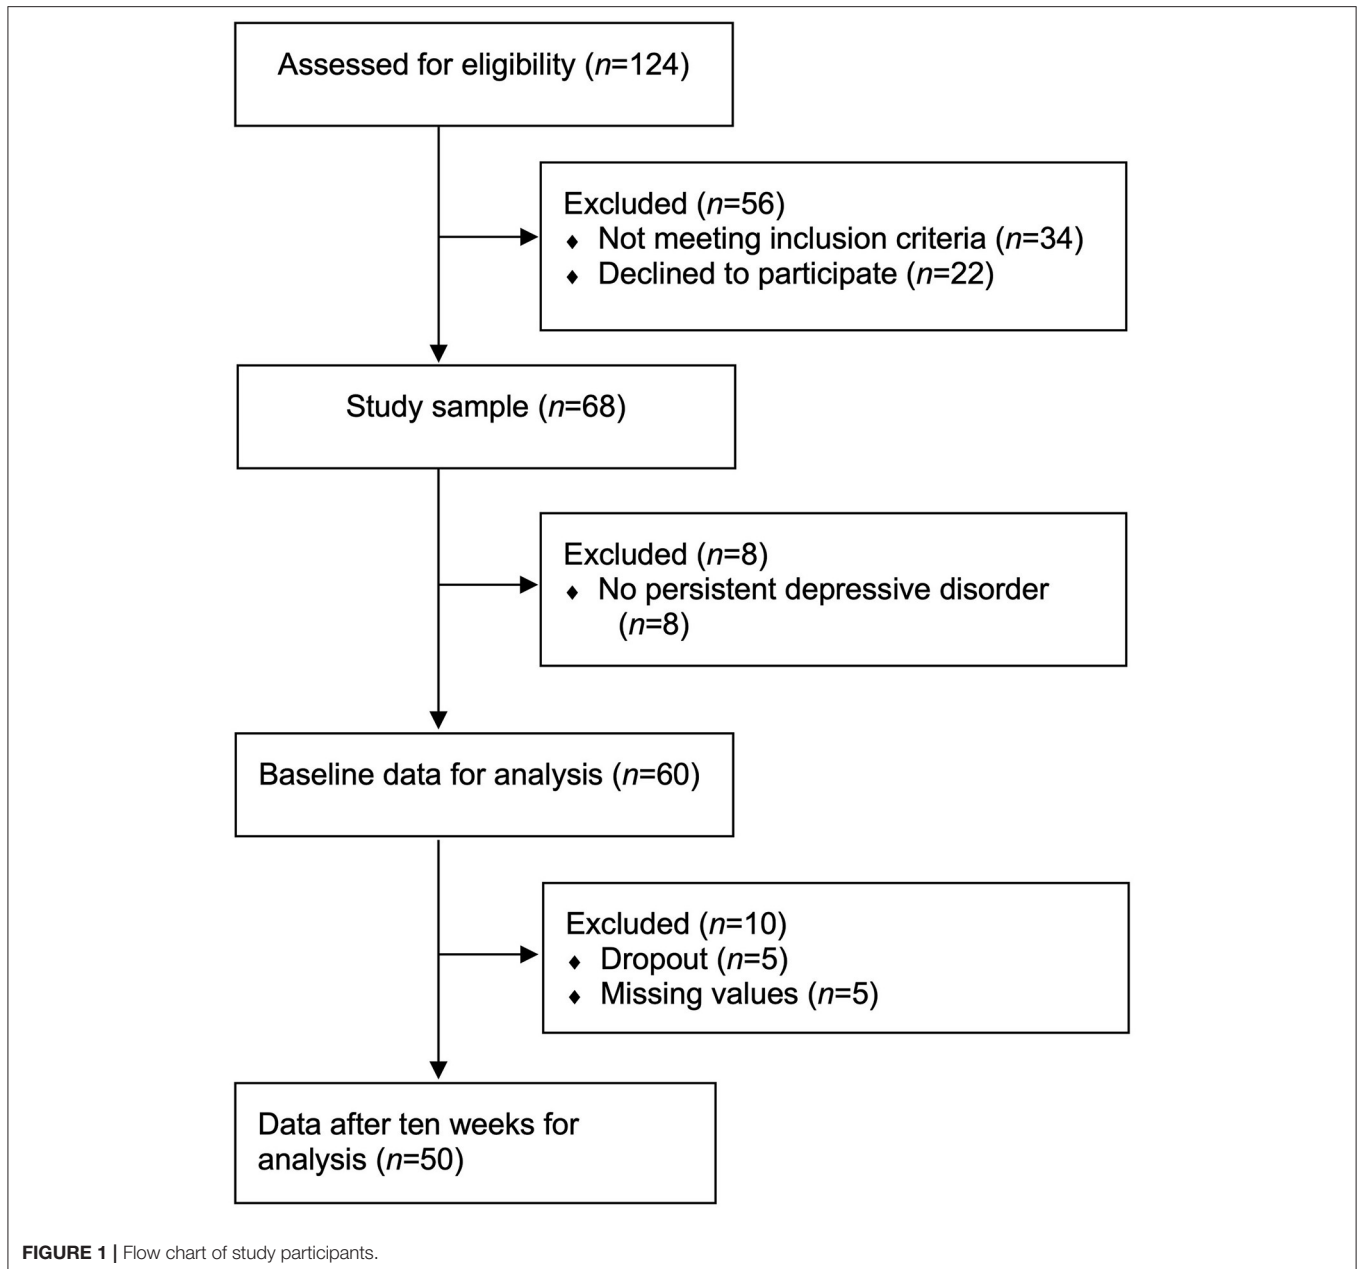 Assessed for eligibility (n=124)
Excluded (n=56)
♦ Not meeting inclusion criteria (n=34)
♦ Declined to participate (n=22)
Study sample (n=68)
Excluded (n=8)
♦ No persistent depressive disorder
(n=8)
Baseline data for analysis (n=60)
Excluded (n=10)
♦ Dropout (n=5)
♦ Missing values (n=5)
Data after ten weeks for
analysis (n=50)
FIGURE 1 | Flow chart of study participants.